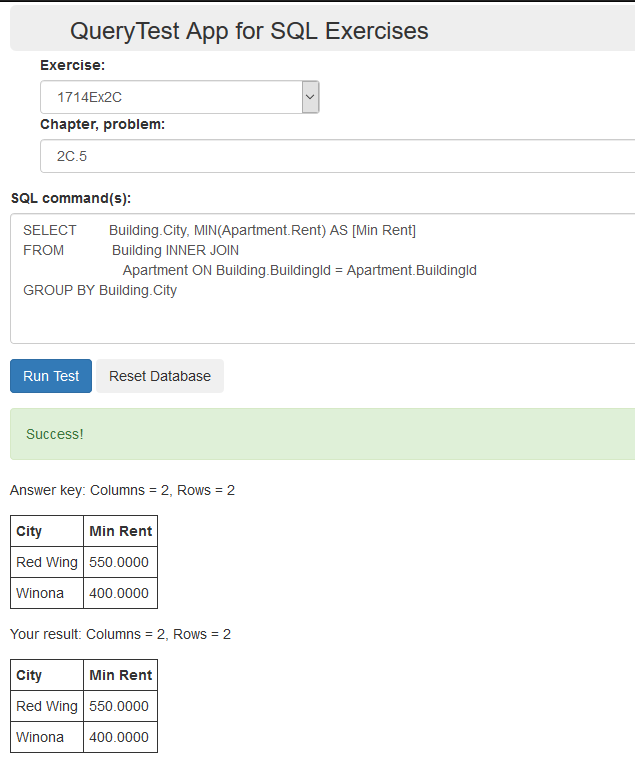 QueryTest App for SQL Exercises
Exercise:
1714Ex2C
Chapter, problem:
2C.5
SQL command(s):
SELECT Building.City, MIN(Apartment.Rent) AS [Min Rent]
FROM Building INNER JOIN
Apartment ON Building.BuildingId = Apartment.BuildingId
GROUP BY Building.City
Run Test Reset Database
Success!
Answer key: Columns = 2, Rows = 2
City Min Rent
Red Wing 550.0000
Winona 400.0000
Your result: Columns = 2, Rows = 2
City Min Rent
Red Wing 550.0000
Winona 400.0000